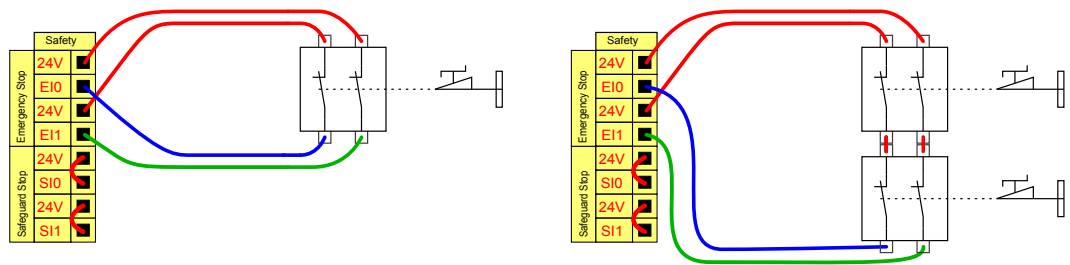 Safety
Emergency Stop
24V
EI0
24V
EI1
Safeguard Stop
24V
SI0
24V
SI1
Safety
Emergency Stop
24V
EI0
24V
EI1
Safeguard Stop
24V
SI0
24V
SI1